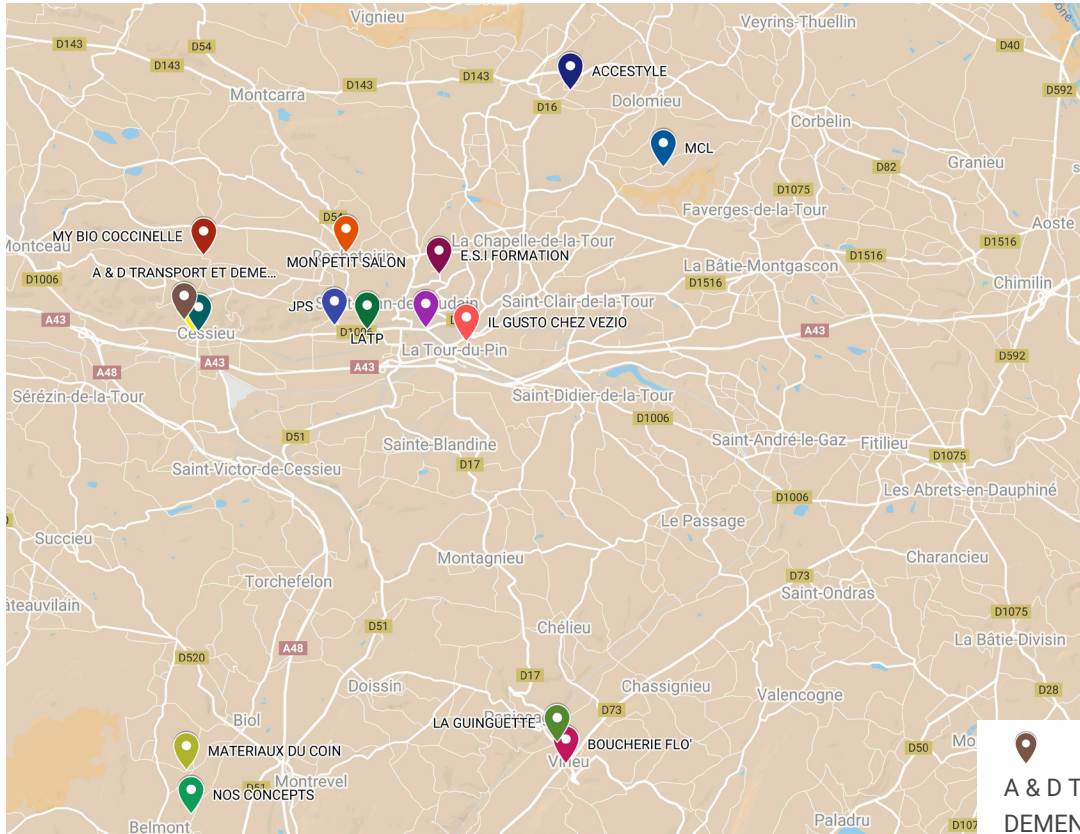 Vignieu
Veyrins-Thuellin
D143
D54
D40
D143
D143
D143
ACCESTYLE
D592
Montcarra
D16
Dolomieu
Corbelin
MCL
Granieu
D82
D1075
Faverges-de-la-Tour
Aoste
MY BIO COCCINELLE
La Chapelle-de-la-Tour
D1516
E.S.I FORMATION
D1516
MON PETIT SALON
La Bâtie-Montgascon
A & D TRANSPORT ET DEME...
D1006
D1516
Chimilin
JPS
Saint-Clair-de-la-Tour
A43
IL GUSTO CHEZ VEZIO
A43
Cessieu
D1006
LATP
La Tour-du-Pin
D592
A43
A43
A48
Sérézin-de-la-Tour
Saint-Didier-de-la-Tour
D1006
D51
Sainte-Blandine
Saint-André-le-Gaz
Fitilieu
D1075
Saint-Victor-de-Cessieu
D17
Les Abrets-en-Dauphiné
D1006
Le Passage
Succieu
Montagnieu
Charancieu
Torchefelon
D73
Saint-Ondras
âteauvilain
D1075
D51
Chélieu
La Bâtie-Divisin
A48
D520
D17
Doissin
Chassignieu
Valencogne
D28
D73
Biol
LA GUINGUETTE
BOUCHERIE FLO'
D50
MATERIAUX DU COIN
Virieu
Montrevel
D51
NOS CONCEPTS
A & D T
DEMEN
Belmont
Paladru